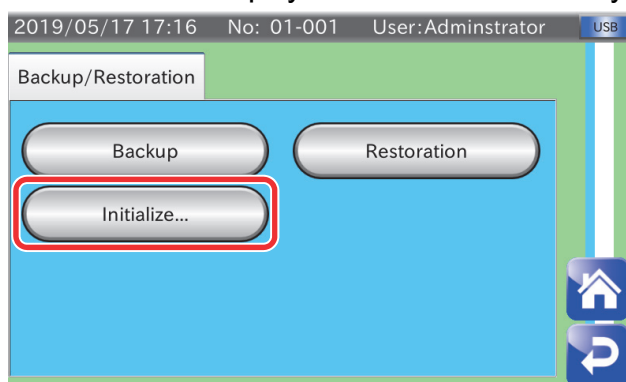 2019/05/17 17:16 No: 01-001 User:Adminstrator USB
Backup/Restoration
Backup Restoration
Initialize...